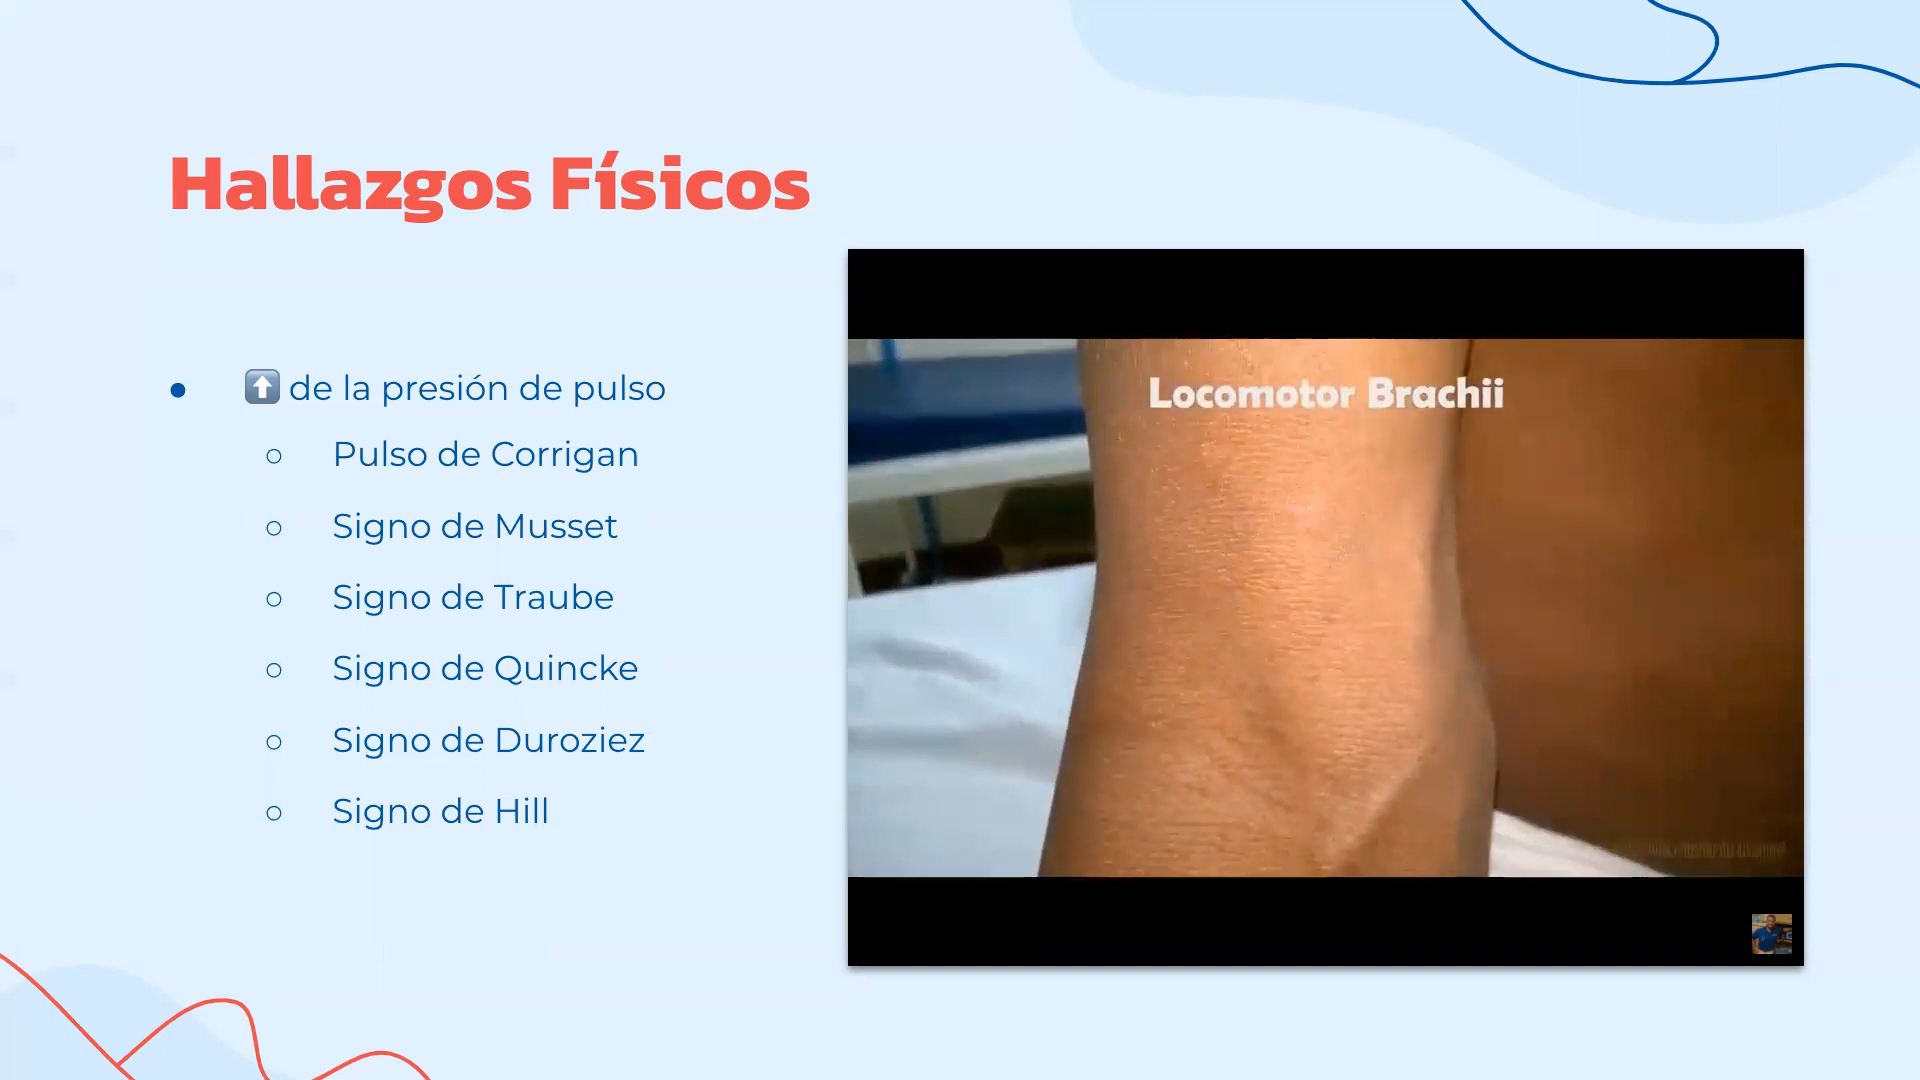 Hallazgos Físicos
⬆️ de la presión de pulso
Pulso de Corrigan
Signo de Musset
Signo de Traube
Signo de Quincke
Signo de Duroziez
Signo de Hill
Locomotor Brachii